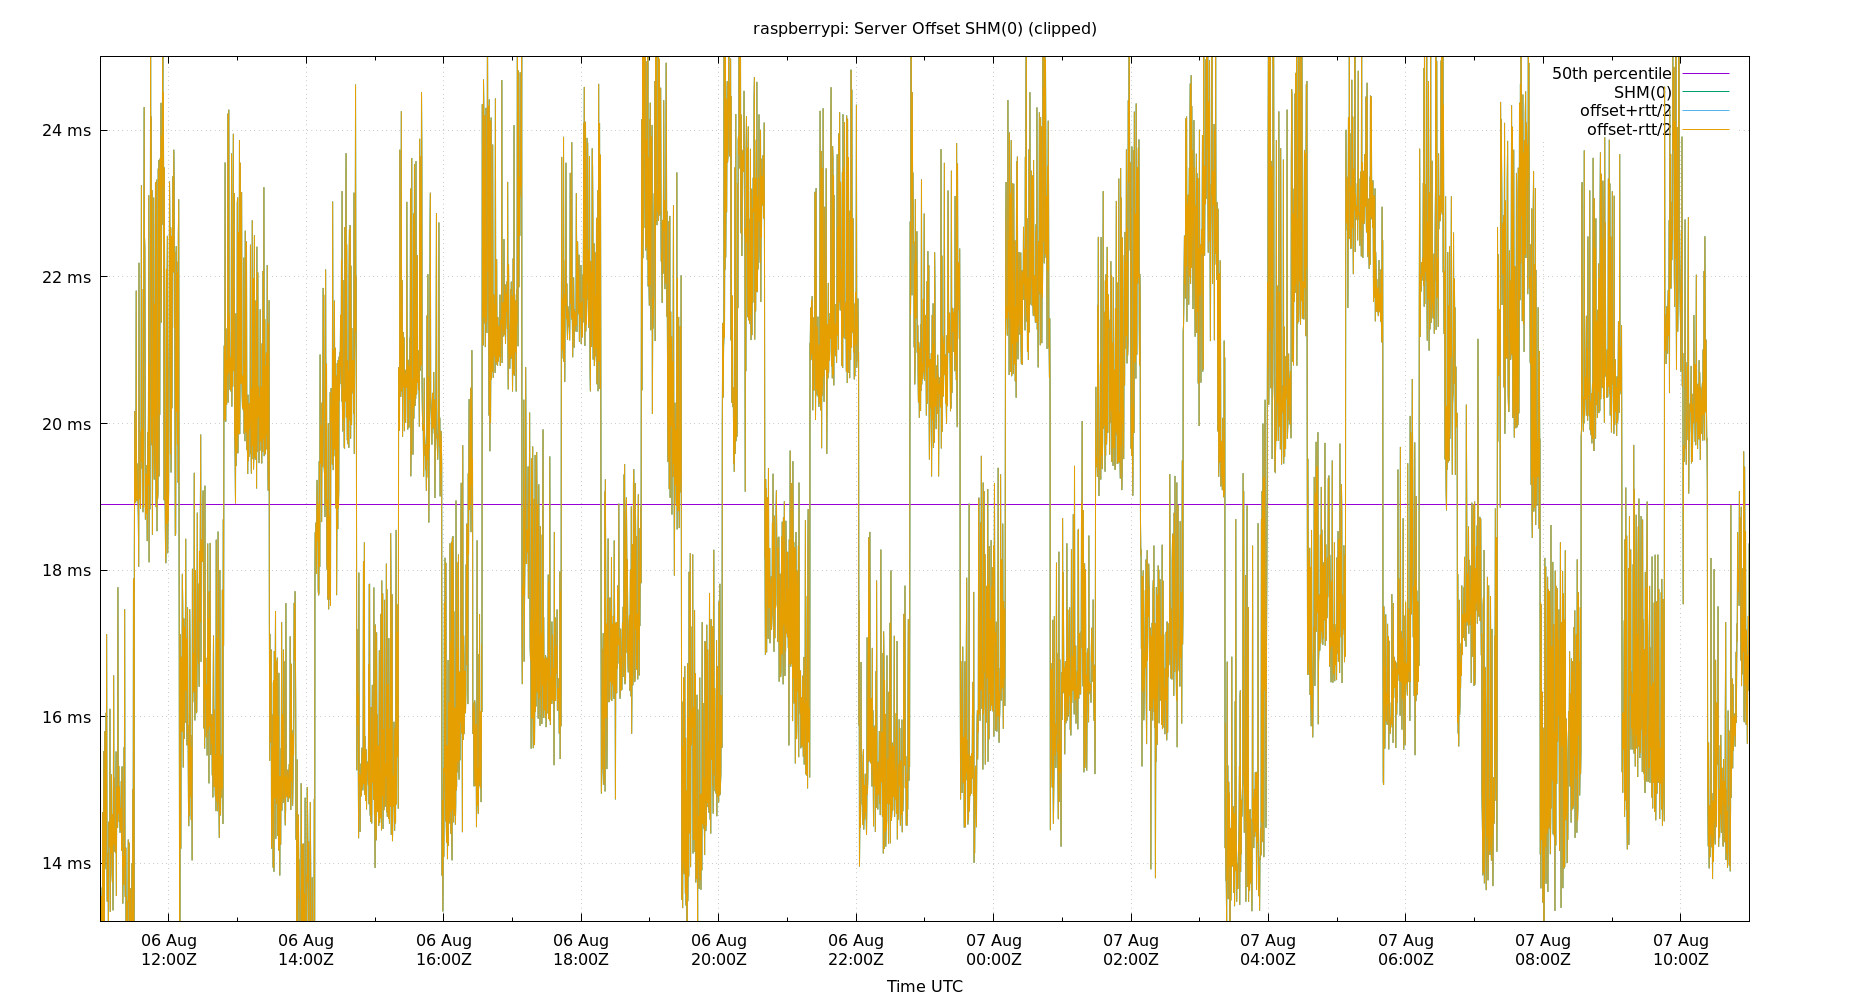 raspberrypi: Server Offset SHM(0) (clipped)
50th percentile
SHM(0)
offset+rtt/2
offset-rtt/2
24 ms
22 ms
20 ms
18 ms
16 ms
14 ms
06 Aug 06 Aug 06 Aug 06 Aug 06 Aug 06 Aug 07 Aug 07 Aug 07 Aug 07 Aug 07 Aug 07 Aug
12:00Z 14:00Z 16:00Z 18:00Z 20:00Z 22:00Z 00:00Z 02:00Z 04:00Z 06:00Z 08:00Z 10:00Z
Time UTC